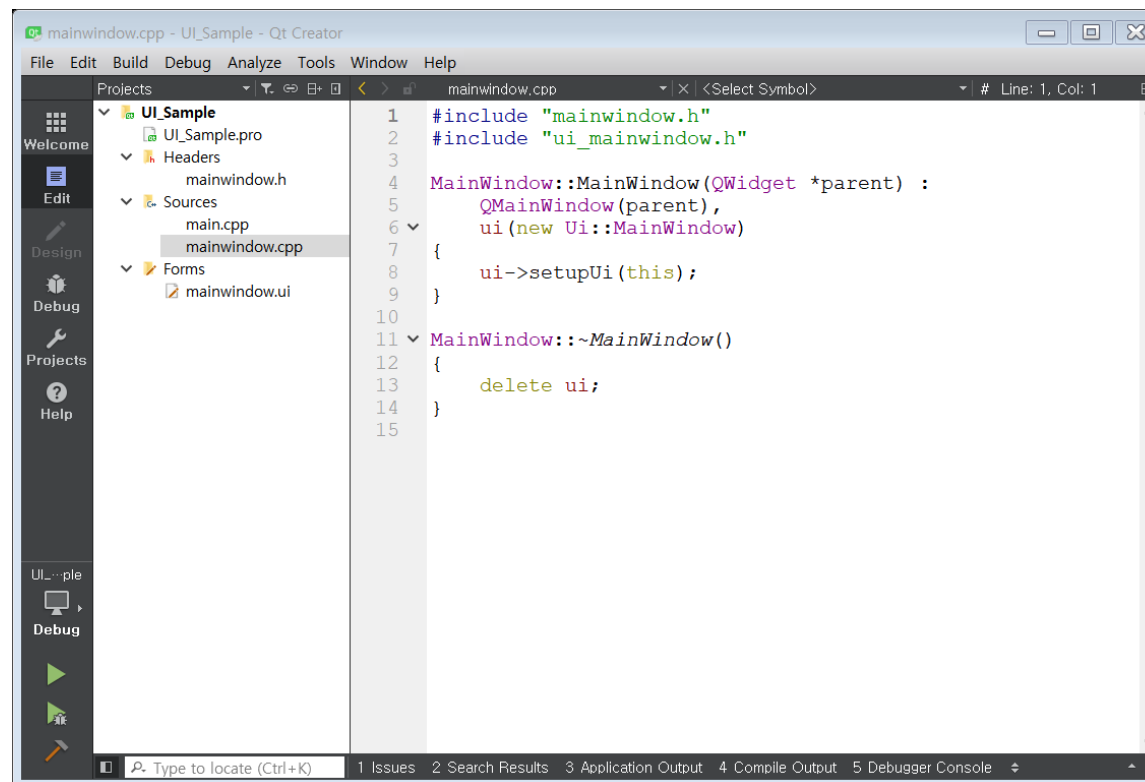 mainwindow.cpp - UI_Sample - Qt Creator
File Edit Build Debug Analyze Tools Window Help
Projects
mainwindow.cpp
<Select Symbol>
# Line: 1, Col: 1
Welcome
Edit
Design
Debug
Projects
Help
UI_···ple
Debug
UI_Sample
UI_Sample.pro
Headers
mainwindow.h
Sources
main.cpp
mainwindow.cpp
Forms
mainwindow.ui
1 #include "mainwindow.h"
2 #include "ui_mainwindow.h"
3
4 MainWindow::MainWindow(QWidget *parent) :
5     QMainWindow(parent),
6     ui(new Ui::MainWindow)
7 {
8     ui->setupUi(this);
9 }
10
11 MainWindow::~MainWindow()
12 {
13     delete ui;
14 }
15
Type to locate (Ctrl+K)
1 Issues 2 Search Results 3 Application Output 4 Compile Output 5 Debugger Console